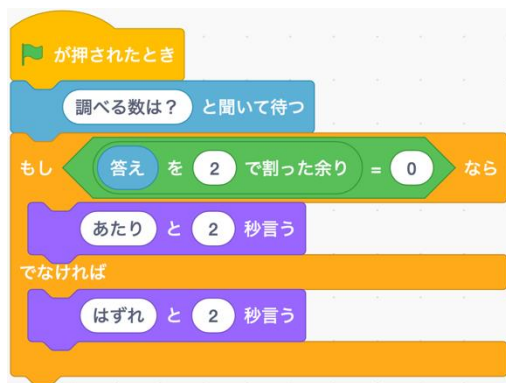 が押されたとき
調べる数は？ と聞いて待つ
もし 答え を 2 で割った余り = 0 なら
あたり と 2 秒言う
でなければ
はずれ と 2 秒言う